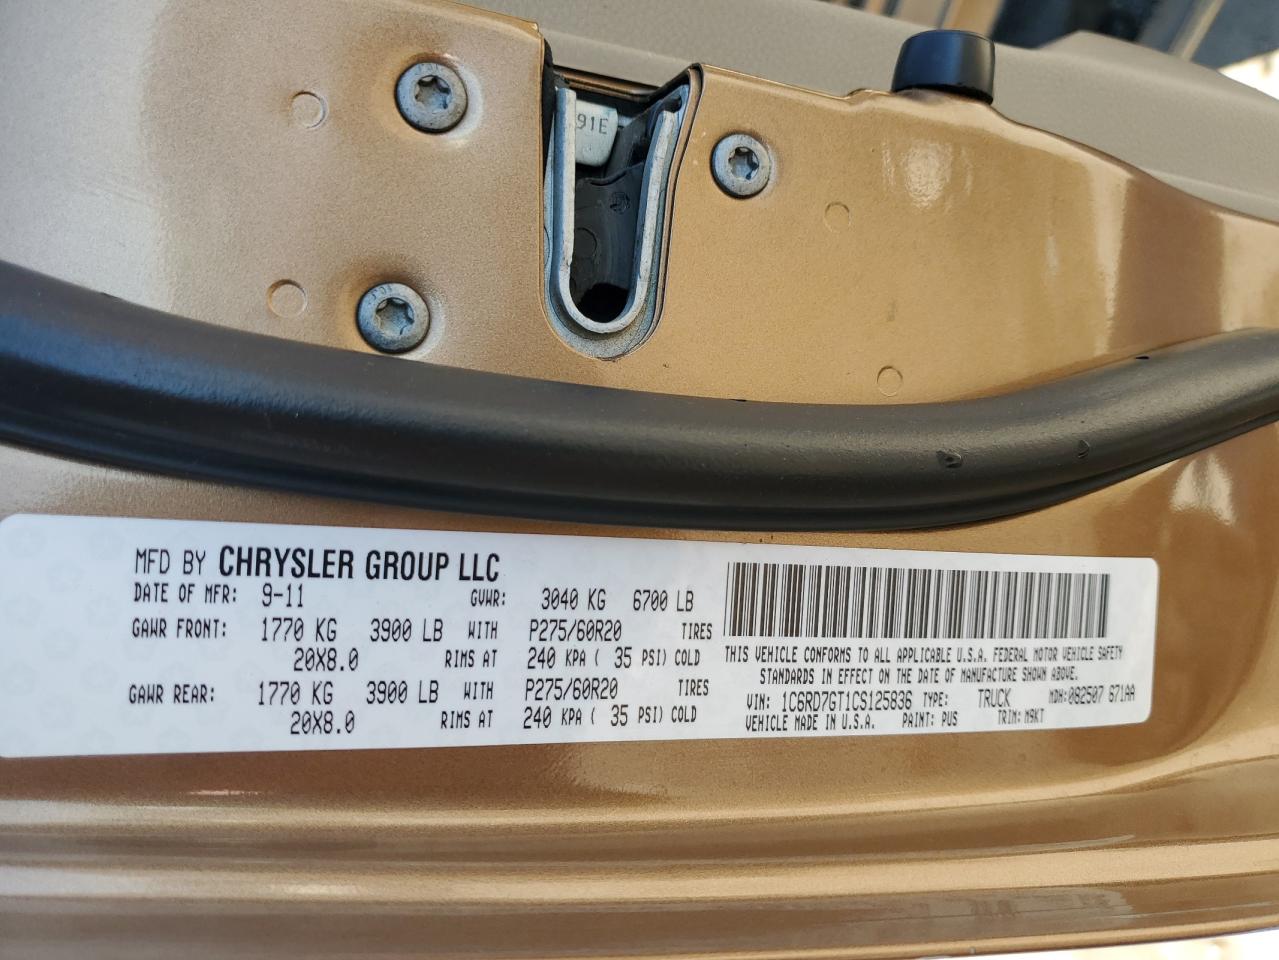 91E
MFD BY CHRYSLER GROUP LLC
DATE OF MFR: 9-11 GVWR: 3040 KG 6700 LB
GAWR FRONT: 1770 KG 3900 LB WITH P275/60R20 TIRES
20X8.0 RIMS AT 240 KPA ( 35 PSI) COLD
GAWR REAR: 1770 KG 3900 LB WITH P275/60R20 TIRES
20X8.0 RIMS AT 240 KPA ( 35 PSI) COLD
THIS VEHICLE CONFORMS TO ALL APPLICABLE U.S.A. FEDERAL MOTOR VEHICLE SAFETY
STANDARDS IN EFFECT ON THE DATE OF MANUFACTURE SHOWN ABOVE.
VIN: 1C6RD7GT1CS125836 TYPE: TRUCK MDH: 082507 671AA
VEHICLE MADE IN U.S.A. PAINT: PUS TRIM: M9KT